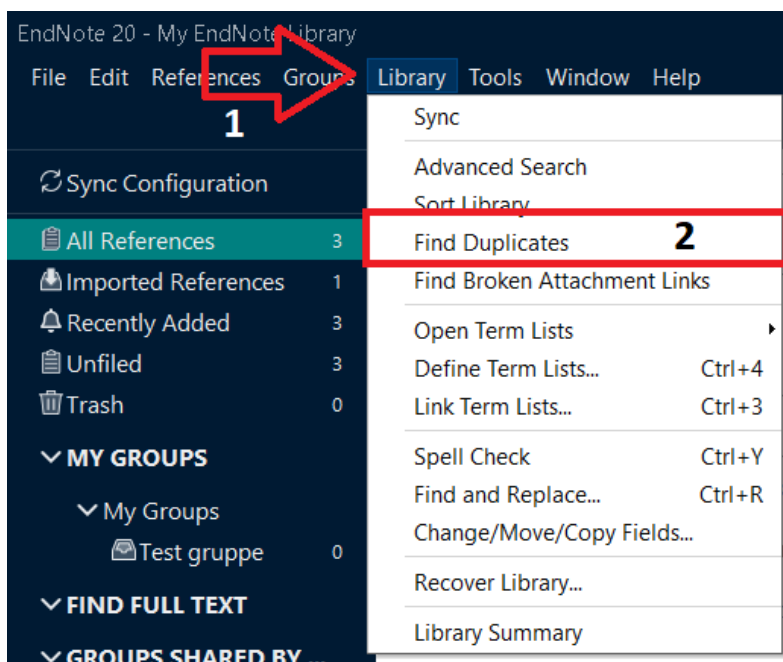 EndNote 20 - My EndNote Library
File Edit References Groups Library Tools Window Help
1
Sync Configuration
All References 3
Imported References 1
Recently Added 3
Unfiled 3
Trash 0
MY GROUPS
My Groups
Test gruppe 0
FIND FULL TEXT
GROUPS SHARED BY ...
Sync
Advanced Search
Sort Library
Find Duplicates 2
Find Broken Attachment Links
Open Term Lists
Define Term Lists... Ctrl+4
Link Term Lists... Ctrl+3
Spell Check Ctrl+Y
Find and Replace... Ctrl+R
Change/Move/Copy Fields...
Recover Library...
Library Summary